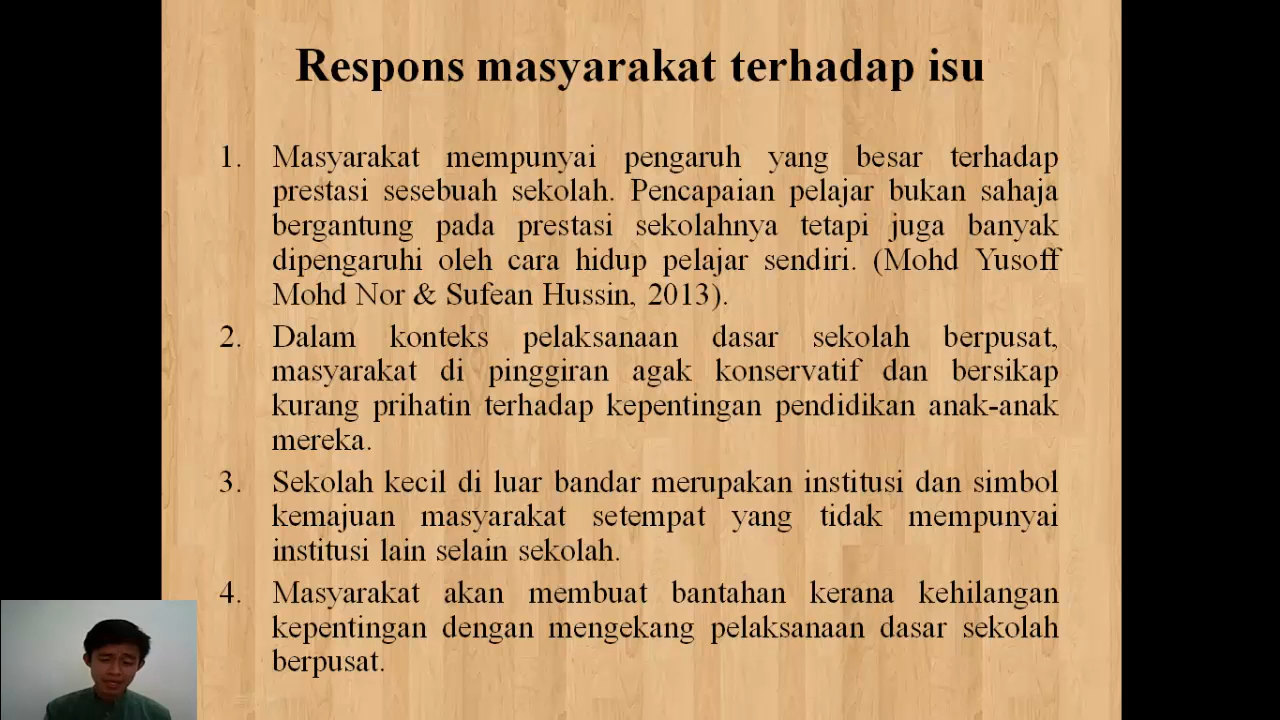 Respons masyarakat terhadap isu
1. Masyarakat mempunyai pengaruh yang besar terhadap
prestasi sesebuah sekolah. Pencapaian pelajar bukan sahaja
bergantung pada prestasi sekolahnya tetapi juga banyak
dipengaruhi oleh cara hidup pelajar sendiri. (Mohd Yusoff
Mohd Nor & Sufean Hussin, 2013).
2. Dalam konteks pelaksanaan dasar sekolah berpusat,
masyarakat di pinggiran agak konservatif dan bersikap
kurang prihatin terhadap kepentingan pendidikan anak-anak
mereka.
3. Sekolah kecil di luar bandar merupakan institusi dan simbol
kemajuan masyarakat setempat yang tidak mempunyai
institusi lain selain sekolah.
4. Masyarakat akan membuat bantahan kerana kehilangan
kepentingan dengan mengekang pelaksanaan dasar sekolah
berpusat.